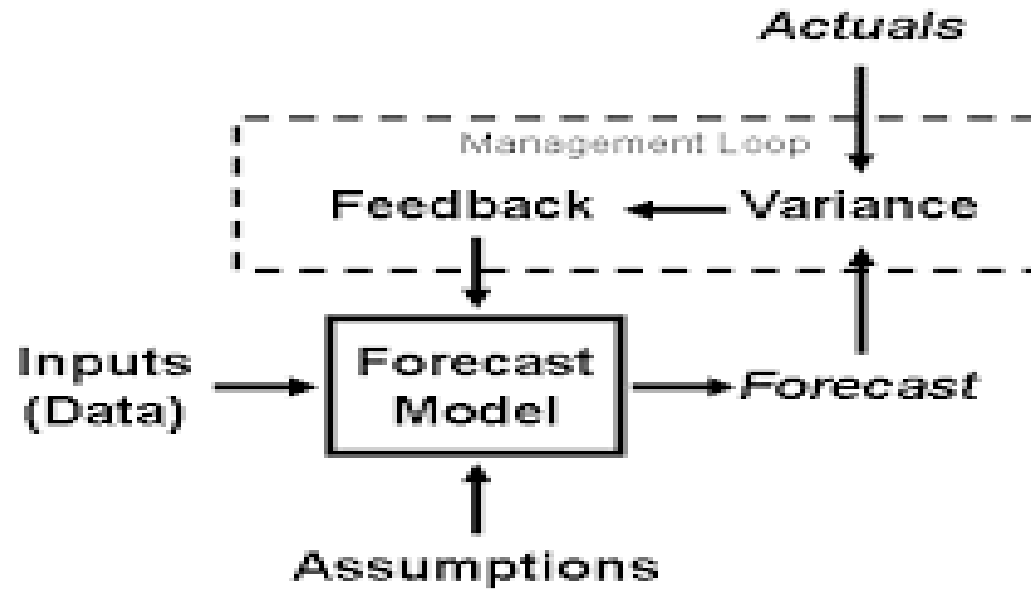 Actuals
Management Loop
Feedback
Variance
Inputs
(Data)
Forecast
Model
Forecast
Assumptions